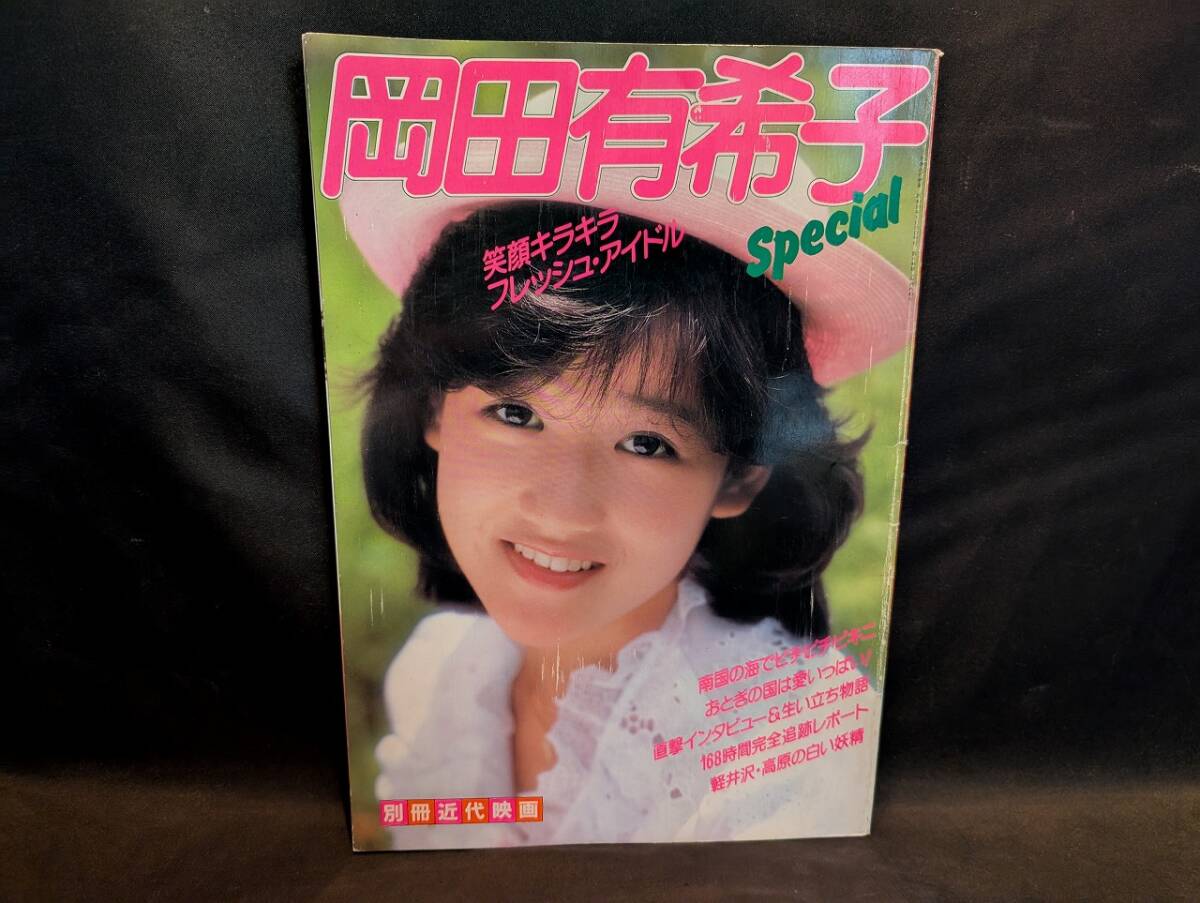 岡田有希子
Special
笑顔キラキラ
フレッシュ・アイドル
南国の海でピチピチビキニ
おとぎの国は愛いっぱい♥
直撃インタビュー&生い立ち物語
168時間完全追跡レポート
軽井沢・高原の白い妖精
別冊近代映画